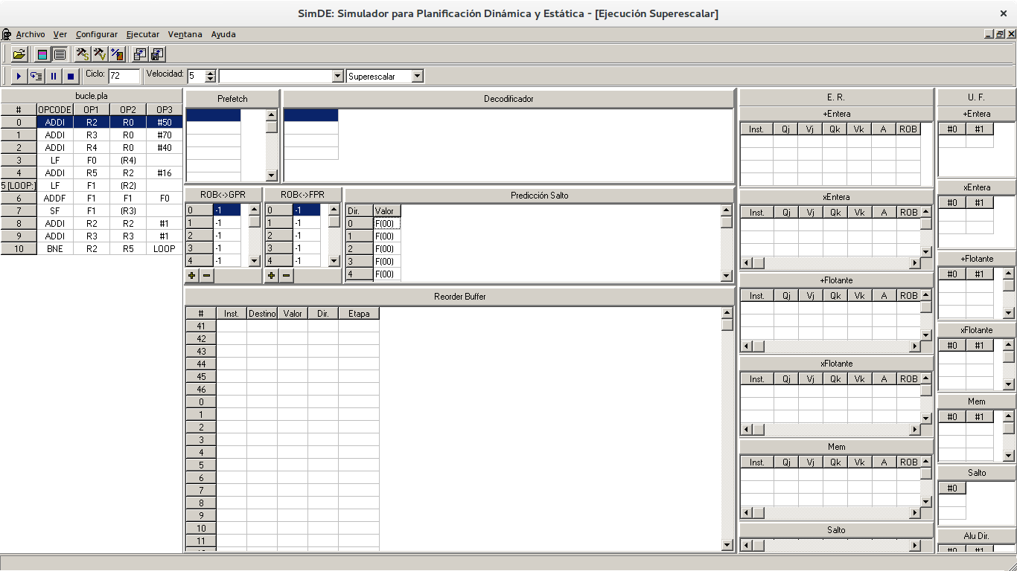 SimDE: Simulador para Planificación Dinámica y Estática - [Ejecución Superescalar]
Archivo Ver Configurar Ejecutar Ventana Ayuda
Ciclo: 72 Velocidad: 5 Superescalar
bucle.pla
# OPCODE OP1 OP2 OP3
0 ADDI R2 R0 #50
1 ADDI R3 R0 #70
2 ADDI R4 R0 #40
3 LF F0 (R4)
4 ADDI R5 R2 #16
5 [LOOP:] LF F1 (R2)
6 ADDF F1 F1 F0
7 SF F1 (R3)
8 ADDI R2 R2 #1
9 ADDI R3 R3 #1
10 BNE R2 R5 LOOP
Prefetch
Decodificador
ROB<->GPR
0 -1
1 -1
2 -1
3 -1
4 -1
ROB<->FPR
0 -1
1 -1
2 -1
3 -1
4 -1
Predicción Salto
Dir. Valor
0 F(00)
1 F(00)
2 F(00)
3 F(00)
4 F(00)
Reorder Buffer
# Inst. Destino Valor Dir. Etapa
41
42
43
44
45
46
0
1
2
3
4
5
6
7
8
9
10
11
E. R.
+Entera
Inst. Qj Vj Qk Vk A ROB
xEntera
Inst. Qj Vj Qk Vk A ROB
+Flotante
Inst. Qj Vj Qk Vk A ROB
xFlotante
Inst. Qj Vj Qk Vk A ROB
Mem
Inst. Qj Vj Qk Vk A ROB
Salto
U. F.
+Entera
#0 #1
xEntera
#0 #1
+Flotante
#0 #1
xFlotante
#0 #1
Mem
#0 #1
Salto
#0
Alu Dir.
#0 #1